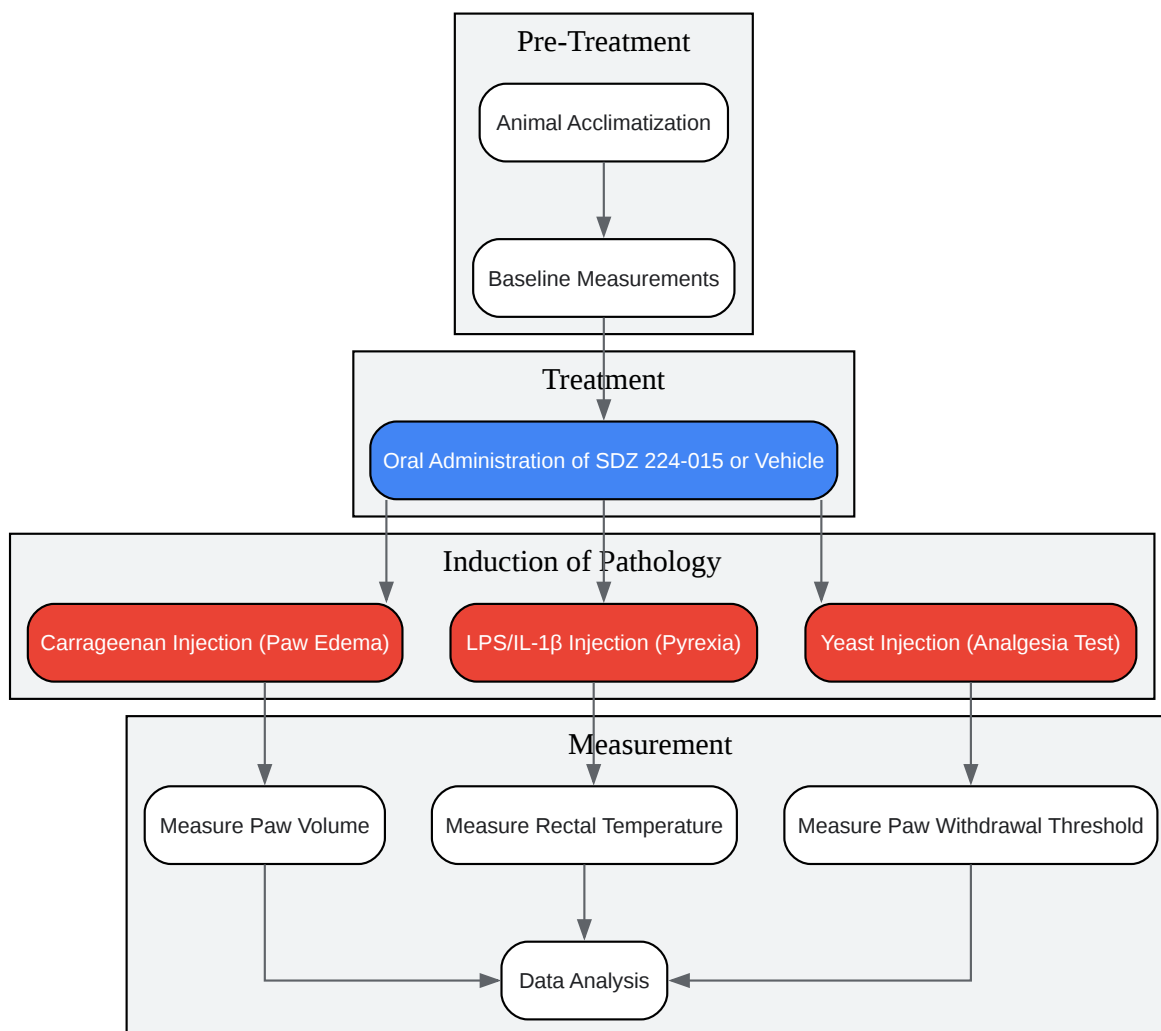 Pre-Treatment
Animal Acclimatization
Baseline Measurements
Treatment
Oral Administration of SDZ 224-015 or Vehicle
Induction of Pathology
Carrageenan Injection (Paw Edema)
LPS/IL-1β Injection (Pyrexia)
Yeast Injection (Analgesia Test)
Measurement
Measure Paw Volume
Measure Rectal Temperature
Measure Paw Withdrawal Threshold
Data Analysis